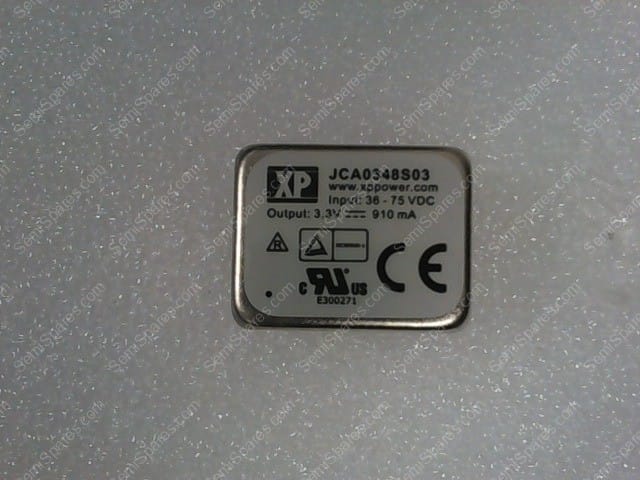 XP
JCA0348S03
www.xppower.com
Input: 36 - 75 VDC
Output: 3.3V 910 mA
R
CE
c RU US
E300271
SemiSpares.com